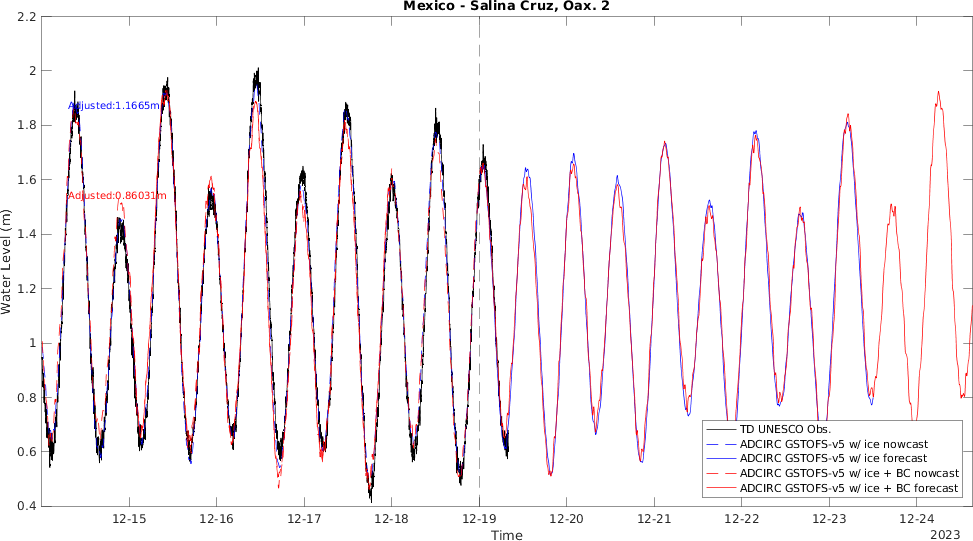 Mexico - Salina Cruz, Oax. 2
2.2
2
1.8
1.6
1.4
1.2
1
0.8
0.6
0.4
Water Level (m)
Adjusted:1.1665m
Adjusted:0.86031m
TD UNESCO Obs.
ADCIRC GSTOFS-v5 w/ ice nowcast
ADCIRC GSTOFS-v5 w/ ice forecast
ADCIRC GSTOFS-v5 w/ ice + BC nowcast
ADCIRC GSTOFS-v5 w/ ice + BC forecast
12-15 12-16 12-17 12-18 12-19 12-20 12-21 12-22 12-23 12-24
Time
2023